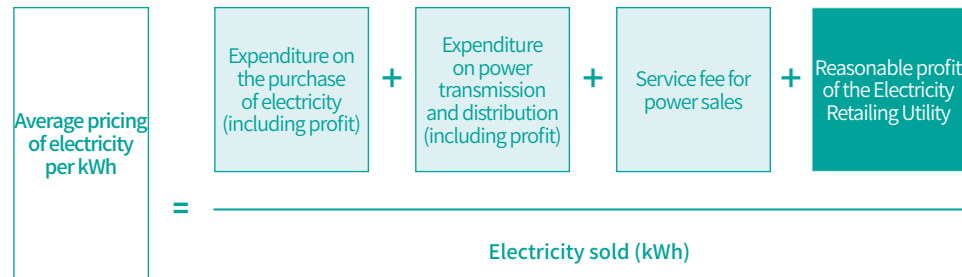 Average pricing
of electricity
per kWh
=
Expenditure on
the purchase
of electricity
(including profit)
+
Expenditure
on power
transmission
and distribution
(including profit)
+
Service fee for
power sales
+
Reasonable profit
of the Electricity
Retailing Utility
Electricity sold (kWh)